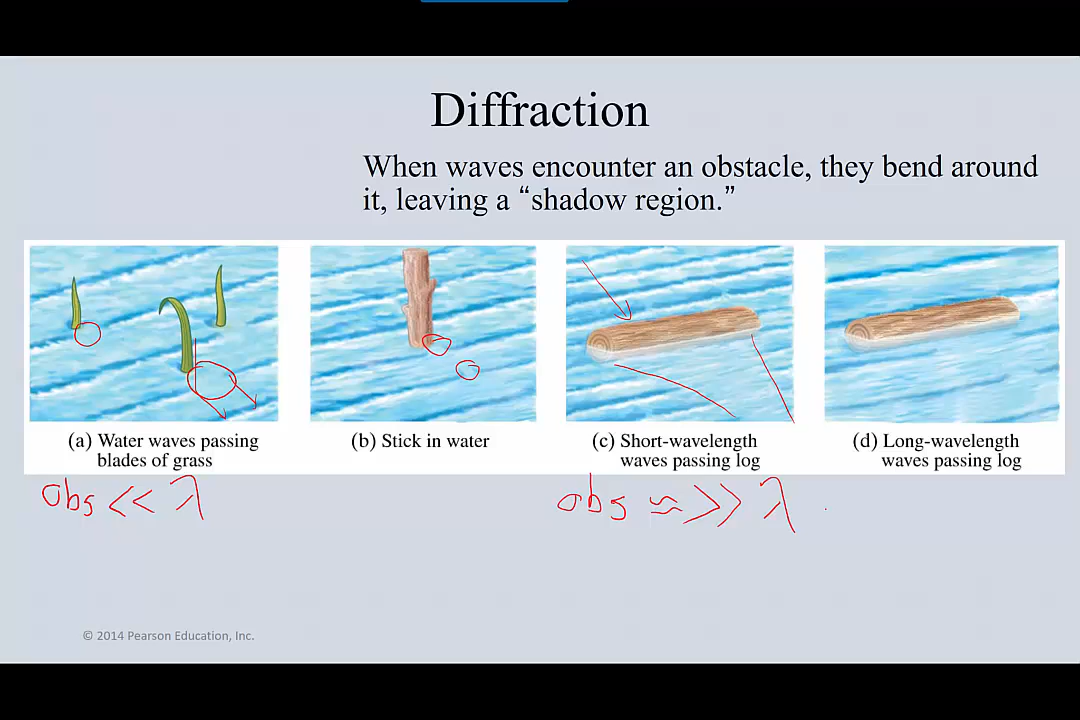 Diffraction
When waves encounter an obstacle, they bend around
it, leaving a “shadow region.”
(a) Water waves passing
blades of grass
(b) Stick in water
(c) Short-wavelength
waves passing log
(d) Long-wavelength
waves passing log
obs << λ
obs ≈ >> λ
© 2014 Pearson Education, Inc.